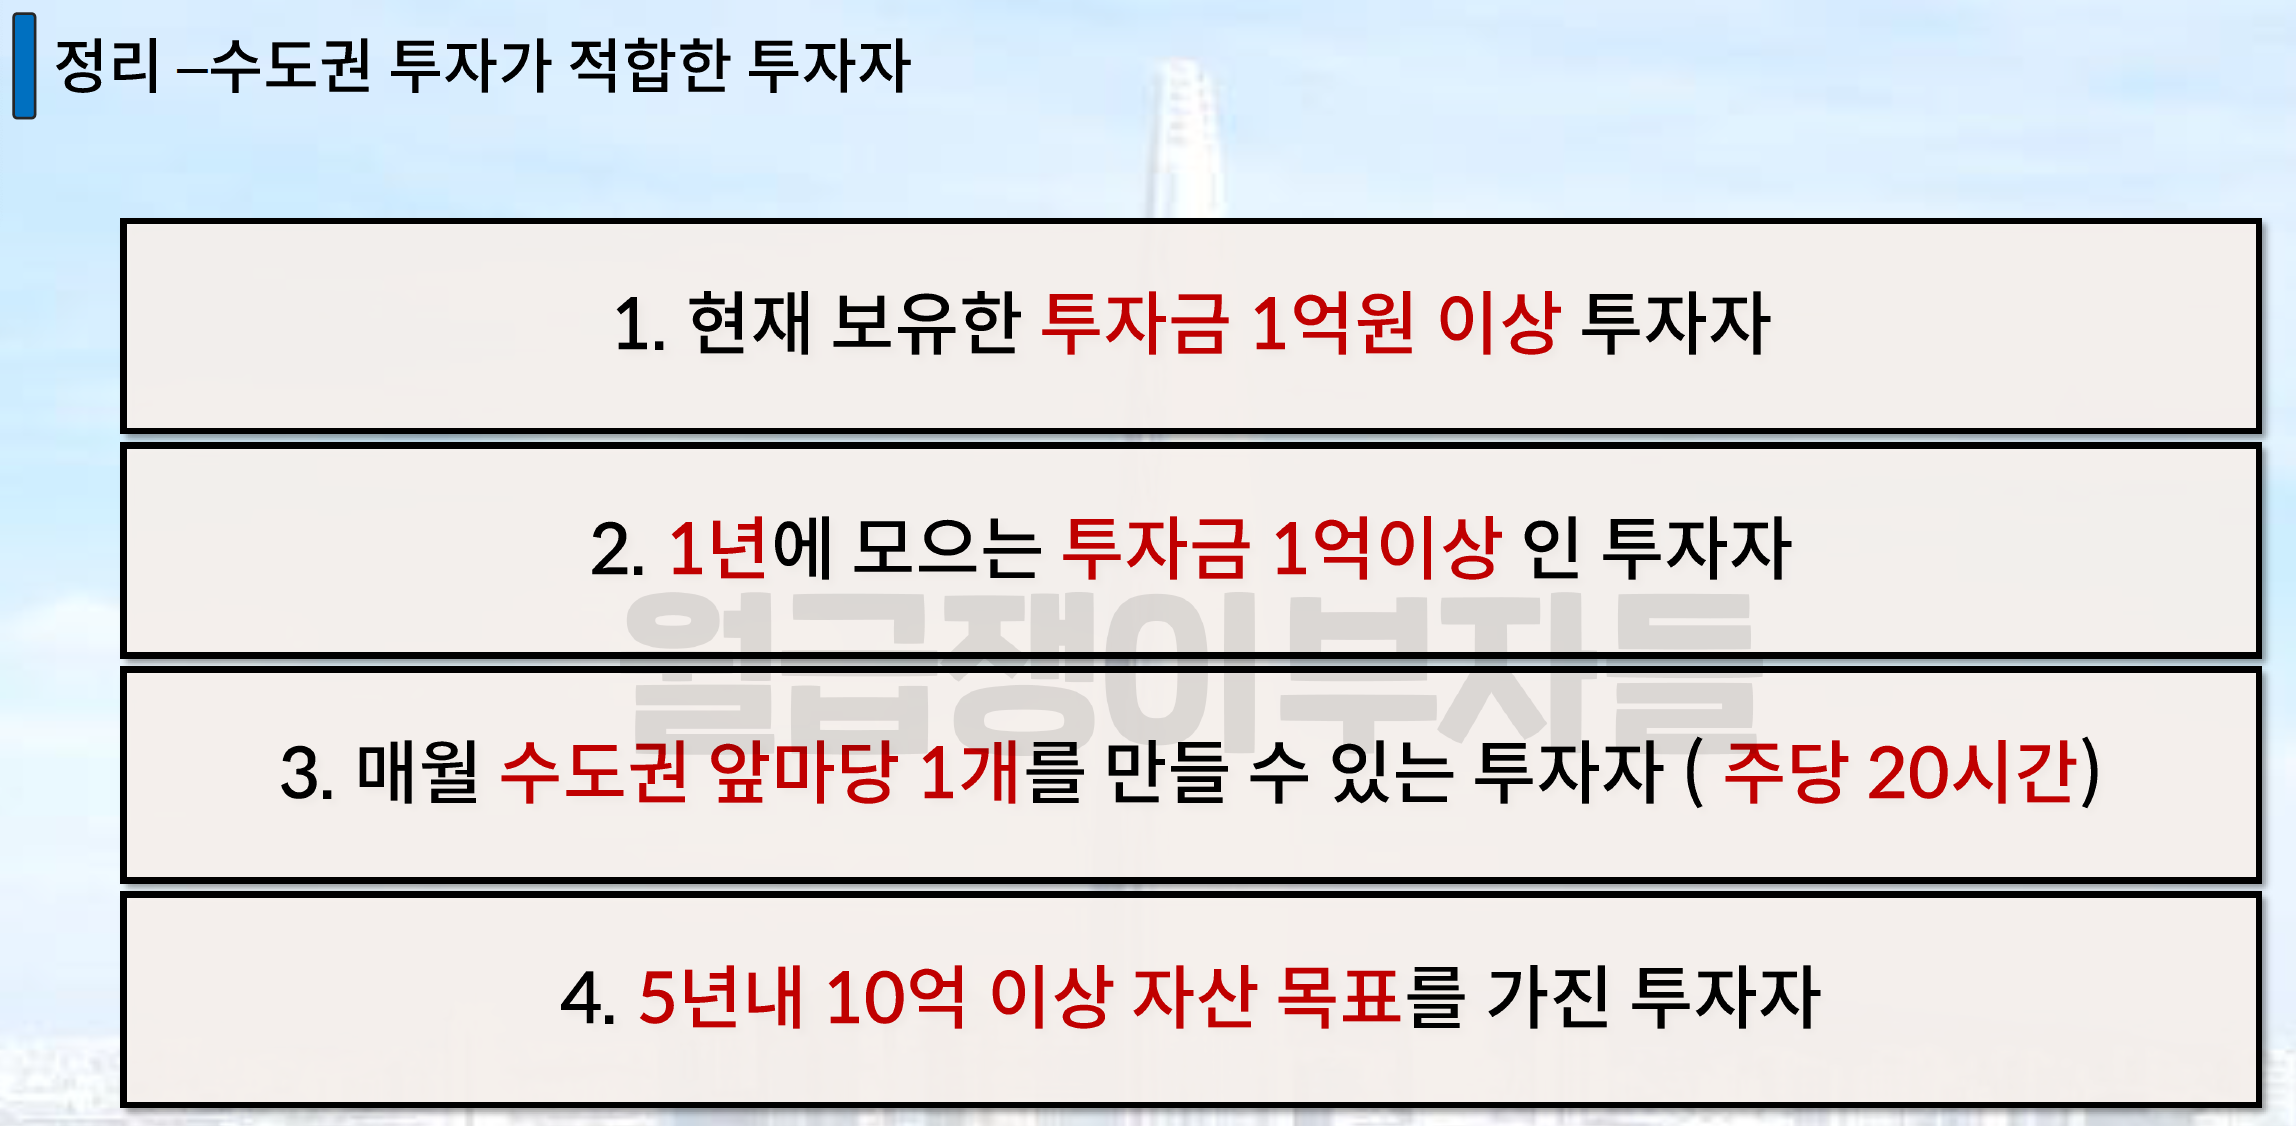 정리 –수도권 투자가 적합한 투자자
1. 현재 보유한 투자금 1억원 이상 투자자
2. 1년에 모으는 투자금 1억이상 인 투자자
월급쟁이부자들
3. 매월 수도권 앞마당 1개를 만들 수 있는 투자자 ( 주당 20시간)
4. 5년내 10억 이상 자산 목표를 가진 투자자